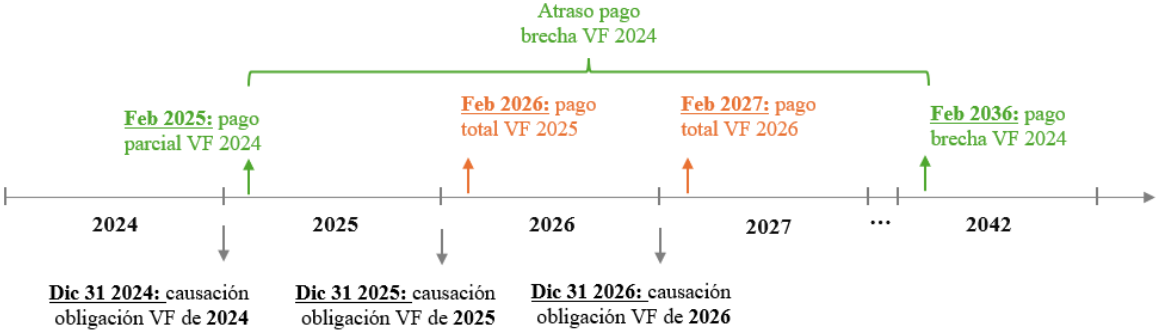 Atraso pago
brecha VF 2024
Feb 2025: pago
parcial VF 2024
Feb 2026: pago
total VF 2025
Feb 2027: pago
total VF 2026
Feb 2036: pago
brecha VF 2024
2024
2025
2026
2027
...
2042
Dic 31 2024: causación
obligación VF de 2024
Dic 31 2025: causación
obligación VF de 2025
Dic 31 2026: causación
obligación VF de 2026